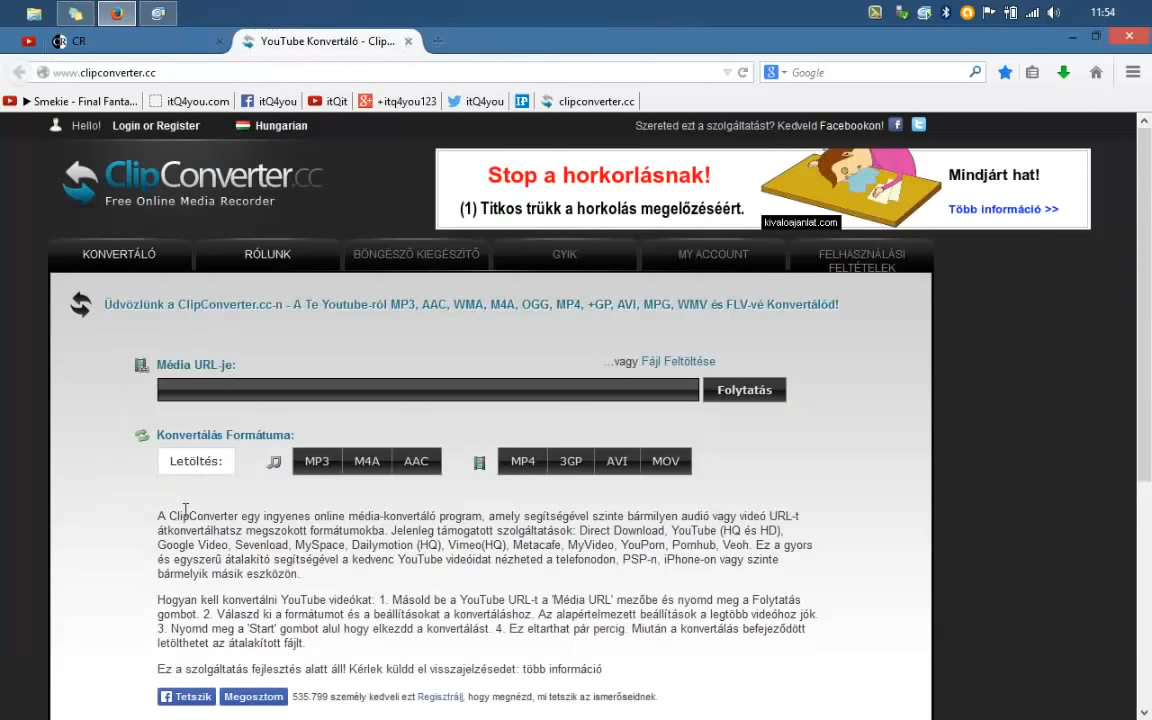 11:54
CR
YouTube Konvertáló - Clip...
www.clipconverter.cc
Google
▶ Smekie - Final Fanta...
itQ4you.com
itQ4you
itQit
+itq4you123
itQ4you
IP
clipconverter.cc
Hello!
Login or Register
Hungarian
Szereted ezt a szolgáltatást? Kedveld Facebookon!
ClipConverter.cc
Free Online Media Recorder
Stop a horkorlásnak!
(1) Titkos trükk a horkolás megelőzéséért.
kivaloajanlat.com
Mindjárt hat!
Több információ >>
KONVERTÁLÓ
RÓLUNK
BÖNGÉSZŐ KIEGÉSZÍTŐ
GYIK
MY ACCOUNT
FELHASZNÁLÁSI
FELTÉTELEK
Üdvözlünk a ClipConverter.cc-n - A Te Youtube-ról MP3, AAC, WMA, M4A, OGG, MP4, +GP, AVI, MPG, WMV és FLV-vé Konvertálód!
Média URL-je:
...vagy Fájl Feltöltése
Folytatás
Konvertálás Formátuma:
Letöltés:
MP3
M4A
AAC
MP4
3GP
AVI
MOV
A ClipConverter egy ingyenes online média-konvertáló program, amely segítségével szinte bármilyen audió vagy videó URL-t
átkonvertálhatsz megszokott formátumokba. Jelenleg támogatott szolgáltatások: Direct Download, YouTube (HQ és HD),
Google Video, Sevenload, MySpace, Dailymotion (HQ), Vimeo(HQ), Metacafe, MyVideo, YouPorn, Pornhub, Veoh. Ez a gyors
és egyszerű átalakító segítségével a kedvenc YouTube videóidat nézheted a telefonodon, PSP-n, iPhone-on vagy szinte
bármelyik másik eszközön.
Hogyan kell konvertálni YouTube videókat: 1. Másold be a YouTube URL-t a 'Média URL' mezőbe és nyomd meg a Folytatás
gombot. 2. Válaszd ki a formátumot és a beállításokat a konvertáláshoz. Az alapértelmezett beállítások a legtöbb videóhoz jók.
3. Nyomd meg a 'Start' gombot alul hogy elkezdd a konvertálást. 4. Ez eltarthat pár percig. Miután a konvertálás befejeződött
letölthetet az átalakított fájlt.
Ez a szolgáltatás fejlesztés alatt áll! Kérlek küldd el visszajelzésedet: több információ
Tetszik
Megosztom
535.799 személy kedveli ezt Regisztrálj, hogy megnézd, mi tetszik az ismerőseidnek.